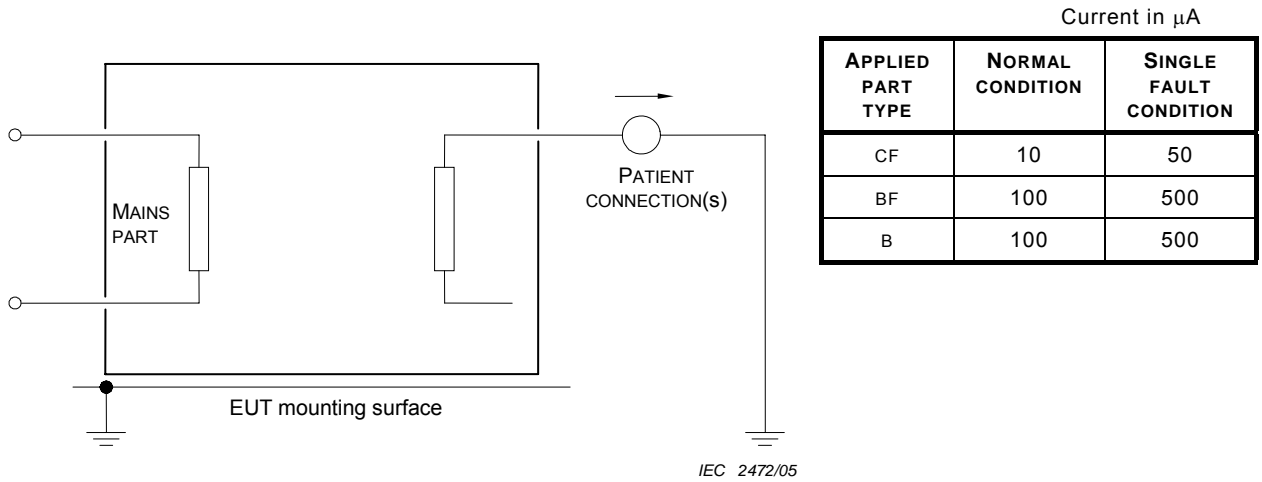 Current in μA
APPLIED PART TYPE
NORMAL CONDITION
SINGLE FAULT CONDITION
CF 10 50
BF 100 500
B 100 500
MAINS
PART
PATIENT
CONNECTION(s)
EUT mounting surface
IEC 2472/05